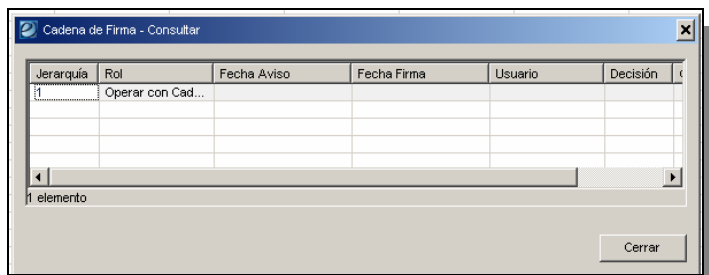 Cadena de Firma - Consultar
Jerarquía Rol Fecha Aviso Fecha Firma Usuario Decisión
1 Operar con Cad...
1 elemento
Cerrar